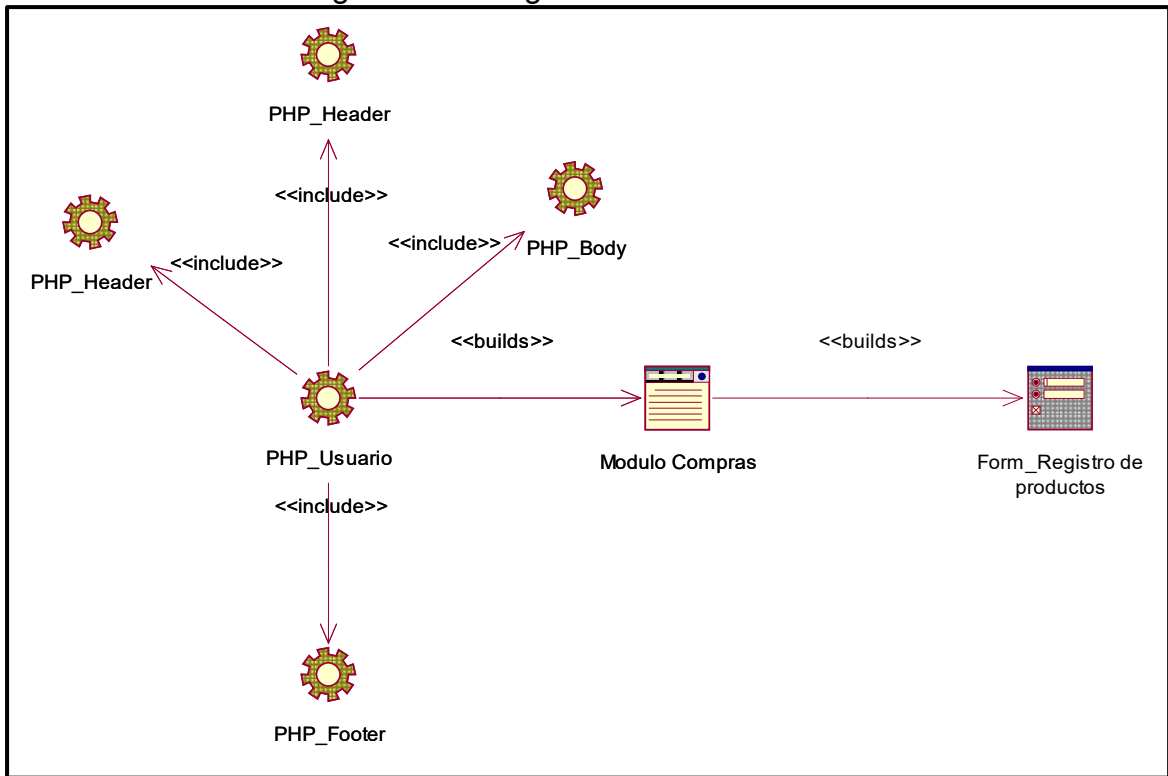 PHP_Header
<<include>>
<<include>>
PHP_Body
<<include>>
PHP_Header
<<builds>>
<<builds>>
PHP_Usuario
Modulo Compras
Form_Registro de
productos
<<include>>
PHP_Footer